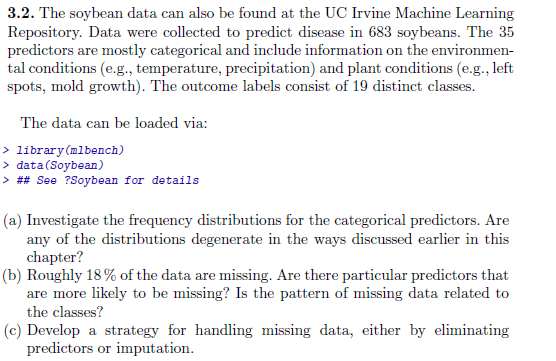 3.2. The soybean data can also be found at the UC Irvine Machine Learning
Repository. Data were collected to predict disease in 683 soybeans. The 35
predictors are mostly categorical and include information on the environmen-
tal conditions (e.g., temperature, precipitation) and plant conditions (e.g., left
spots, mold growth). The outcome labels consist of 19 distinct classes.
The data can be loaded via:
> library(mlbench)
> data(Soybean)
> ## See ?Soybean for details
(a) Investigate the frequency distributions for the categorical predictors. Are
any of the distributions degenerate in the ways discussed earlier in this
chapter?
(b) Roughly 18 % of the data are missing. Are there particular predictors that
are more likely to be missing? Is the pattern of missing data related to
the classes?
(c) Develop a strategy for handling missing data, either by eliminating
predictors or imputation.